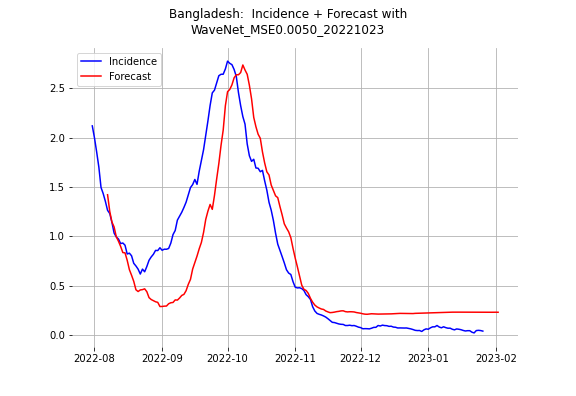 Bangladesh:  Incidence + Forecast with
WaveNet_MSE0.0050_20221023
Incidence
Forecast
2.5
2.0
1.5
1.0
0.5
0.0
2022-08 2022-09 2022-10 2022-11 2022-12 2023-01 2023-02